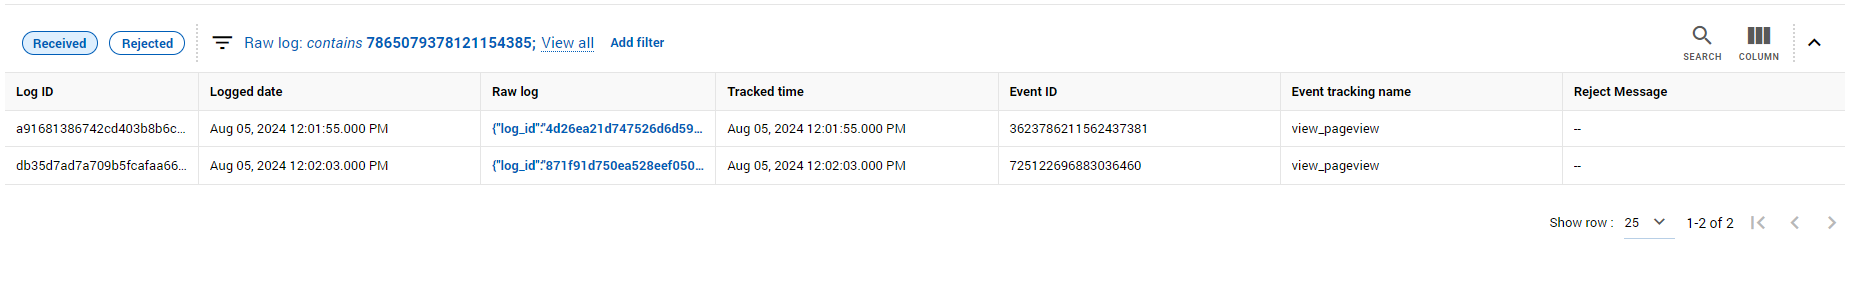 Received Rejected Raw log: contains 7865079378121154385; View all Add filter SEARCH COLUMN
Log ID Logged date Raw log Tracked time Event ID Event tracking name Reject Message
a91681386742cd403b8b6c... Aug 05, 2024 12:01:55.000 PM {"log_id":"4d26ea21d747526d6d59... Aug 05, 2024 12:01:55.000 PM 3623786211562437381 view_pageview --
db35d7ad7a709b5fcafaa66... Aug 05, 2024 12:02:03.000 PM {"log_id":"871f91d750ea528eef050... Aug 05, 2024 12:02:03.000 PM 725122696883036460 view_pageview --
Show row : 25 1-2 of 2